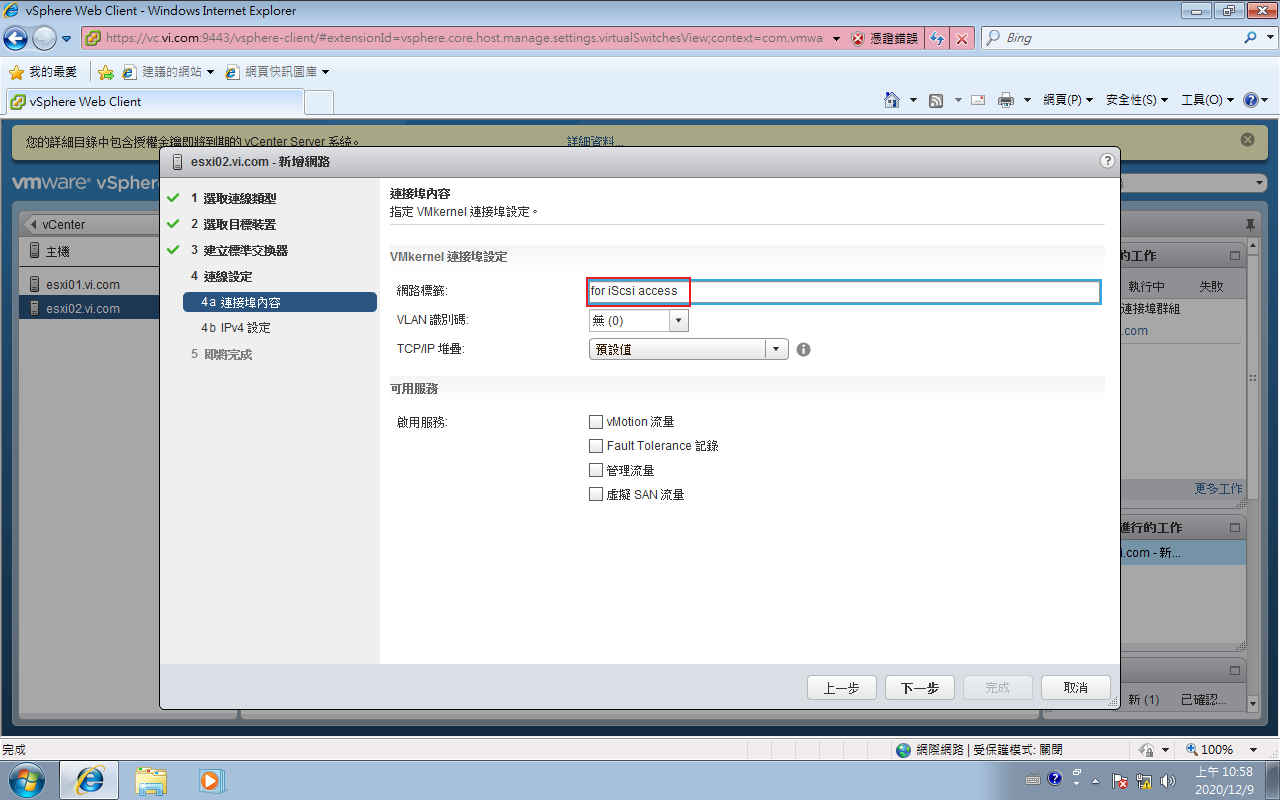 vSphere Web Client - Windows Internet Explorer
https://vc.vi.com:9443/vsphere-client/#extensionId=vsphere.core.host.manage.settings.virtualSwitchesView;context=com.vmwa
憑證錯誤
Bing
我的最愛
建議的網站
網頁快訊圖庫
vSphere Web Client
網頁(P)
安全性(S)
工具(O)
您的詳細目錄中包含授權金鑰即將到期的 vCenter Server 系統。
詳細資料...
vmware® vSpher
esxi02.vi.com - 新增網路
?
vCenter
主機
esxi01.vi.com
esxi02.vi.com
1 選取連線類型
2 選取目標裝置
3 建立標準交換器
4 連線設定
4a 連接埠內容
4b IPv4 設定
5 即將完成
連接埠內容
指定 VMkernel 連接埠設定。
VMkernel 連接埠設定
網路標籤:
for iScsi access
VLAN 識別碼:
無 (0)
TCP/IP 堆疊:
預設值
可用服務
啟用服務:
vMotion 流量
Fault Tolerance 記錄
管理流量
虛擬 SAN 流量
上一步
下一步
完成
取消
的工作
執行中
失敗
連接埠群組
.com
更多工作
進行的工作
i.com - 新...
新 (1)
已確認...
完成
網際網路 | 受保護模式: 關閉
100%
上午 10:58
2020/12/9